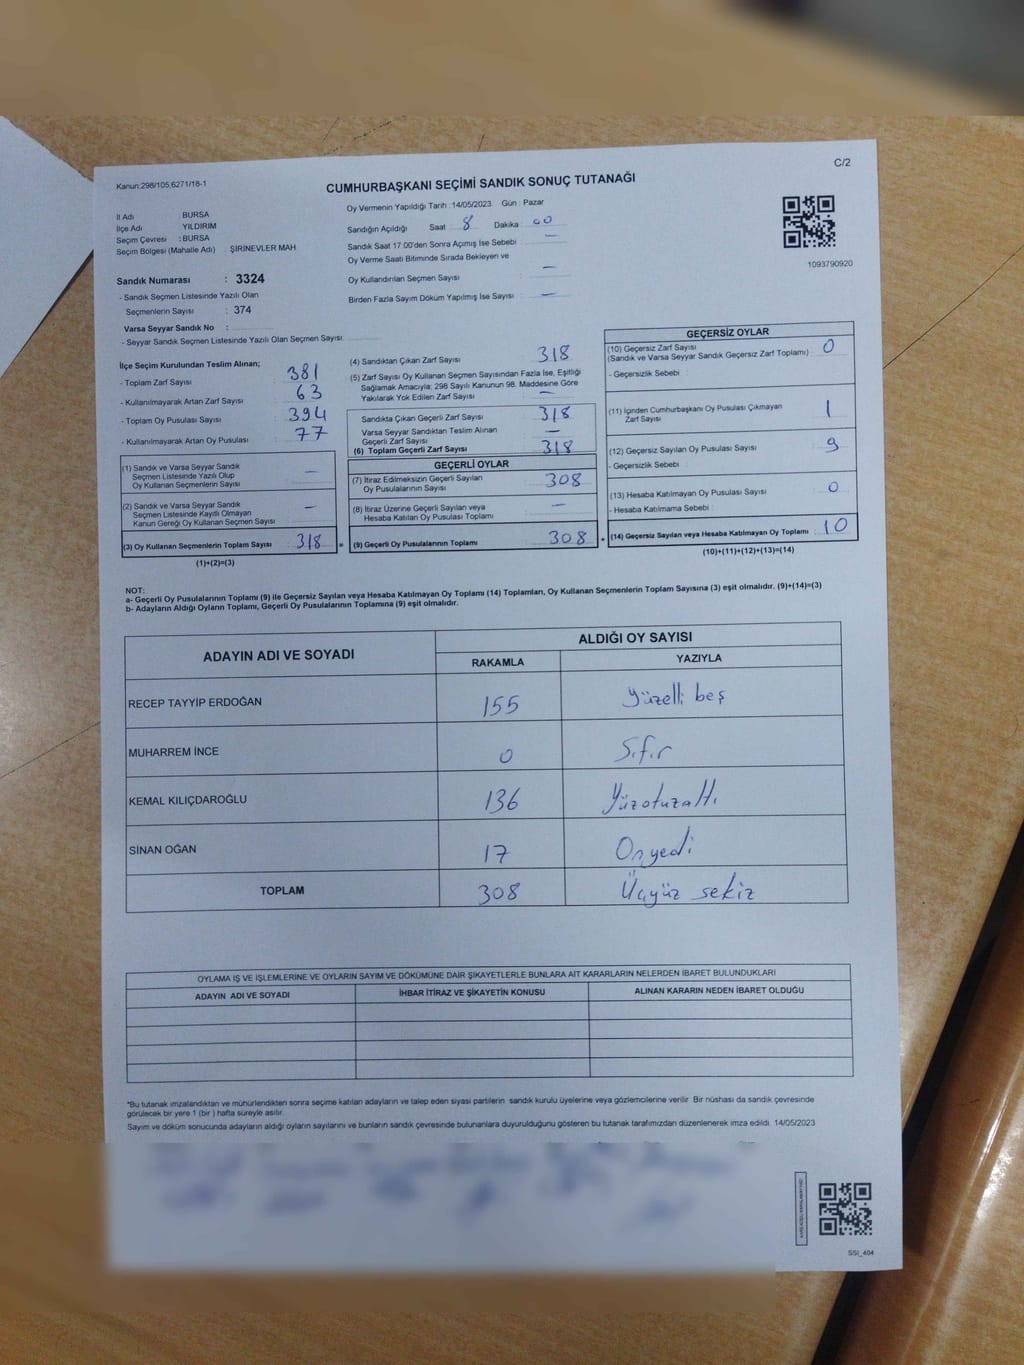 C/2
Kanun:298/105,6271/18-1
CUMHURBAŞKANI SEÇİMİ SANDIK SONUÇ TUTANAĞI
İl Adı BURSA
İlçe Adı YILDIRIM
Seçim Çevresi : BURSA
Seçim Bölgesi (Mahalle Adı) ŞİRİNEVLER MAH
Oy Vermenin Yapıldığı Tarih :14/05/2023 Gün : Pazar
Sandığın Açıldığı Saat 8 Dakika 00
Sandık Saat 17:00'den Sonra Açılmış İse Sebebi —
Oy Verme Saati Bitiminde Sırada Bekleyen ve
Oy Kullandırılan Seçmen Sayısı : —
Birden Fazla Sayım Döküm Yapılmış İse Sayısı : —
1093790920
Sandık Numarası : 3324
- Sandık Seçmen Listesinde Yazılı Olan
Seçmenlerin Sayısı : 374
Varsa Seyyar Sandık No :
- Seyyar Sandık Seçmen Listesinde Yazılı Olan Seçmen Sayısı:
İlçe Seçim Kurulundan Teslim Alınan;
- Toplam Zarf Sayısı : 381
- Kullanılmayarak Artan Zarf Sayısı : 63
- Toplam Oy Pusulası Sayısı : 394
- Kullanılmayarak Artan Oy Pusulası : 77
(1) Sandık ve Varsa Seyyar Sandık
Seçmen Listesinde Yazılı Olup
Oy Kullanan Seçmenlerin Sayısı : —
(2) Sandık ve Varsa Seyyar Sandık
Seçmen Listesinde Kayıtlı Olmayan
Kanun Gereği Oy Kullanan Seçmen Sayısı : —
(3) Oy Kullanan Seçmenlerin Toplam Sayısı : 318 =
(1)+(2)=(3)
(4) Sandıktan Çıkan Zarf Sayısı : 318
(5) Zarf Sayısı Oy Kullanan Seçmen Sayısından Fazla İse, Eşitliği
Sağlamak Amacıyla; 298 Sayılı Kanunun 98. Maddesine Göre
Yakılarak Yok Edilen Zarf Sayısı : —
Sandıkta Çıkan Geçerli Zarf Sayısı : 318
Varsa Seyyar Sandıktan Teslim Alınan
Geçerli Zarf Sayısı : —
(6) Toplam Geçerli Zarf Sayısı : 318
GEÇERLİ OYLAR
(7) İtiraz Edilmeksizin Geçerli Sayılan
Oy Pusulalarının Sayısı : 308
(8) İtiraz Üzerine Geçerli Sayılan veya
Hesaba Katılan Oy Pusulası Toplamı : —
(9) Geçerli Oy Pusulalarının Toplamı : 308 +
GEÇERSİZ OYLAR
(10) Geçersiz Zarf Sayısı
(Sandık ve Varsa Seyyar Sandık Geçersiz Zarf Toplamı) : 0
- Geçersizlik Sebebi :
(11) İçinden Cumhurbaşkanı Oy Pusulası Çıkmayan
Zarf Sayısı : 1
(12) Geçersiz Sayılan Oy Pusulası Sayısı : 9
- Geçersizlik Sebebi :
(13) Hesaba Katılmayan Oy Pusulası Sayısı : 0
- Hesaba Katılmama Sebebi :
(14) Geçersiz Sayılan veya Hesaba Katılmayan Oy Toplamı : 10
(10)+(11)+(12)+(13)=(14)
NOT:
a- Geçerli Oy Pusulalarının Toplamı (9) ile Geçersiz Sayılan veya Hesaba Katılmayan Oy Toplamı (14) Toplamları, Oy Kullanan Seçmenlerin Toplam Sayısına (3) eşit olmalıdır. (9)+(14)=(3)
b- Adayların Aldığı Oyların Toplamı, Geçerli Oy Pusulalarının Toplamına (9) eşit olmalıdır.
ADAYIN ADI VE SOYADI ALDIĞI OY SAYISI
RAKAMLA YAZIYLA
RECEP TAYYİP ERDOĞAN 155 Yüzelli beş
MUHARREM İNCE 0 Sıfır
KEMAL KILIÇDAROĞLU 136 Yüzotuzaltı
SİNAN OĞAN 17 Onyedi
TOPLAM 308 Üçyüz sekiz
OYLAMA İŞ VE İŞLEMLERİNE VE OYLARIN SAYIM VE DÖKÜMÜNE DAİR ŞİKAYETLERLE BUNLARA AİT KARARLARIN NELERDEN İBARET BULUNDUKLARI
ADAYIN ADI VE SOYADI İHBAR İTİRAZ VE ŞİKAYETİN KONUSU ALINAN KARARIN NEDEN İBARET OLDUĞU
*Bu tutanak imzalandıktan ve mühürlendikten sonra seçime katılan adayların ve talep eden siyasi partilerin sandık kurulu üyelerine veya gözlemcilerine verilir. Bir nüshası da sandık çevresinde
görülecek bir yere 1 (bir ) hafta süreyle asılır.
Sayım ve döküm sonucunda adayların aldığı oyların sayılarını ve bunların sandık çevresinde bulunanlara duyurulduğunu gösteren bu tutanak tarafımızdan düzenlenerek imza edildi. 14/05/2023
SSI_404